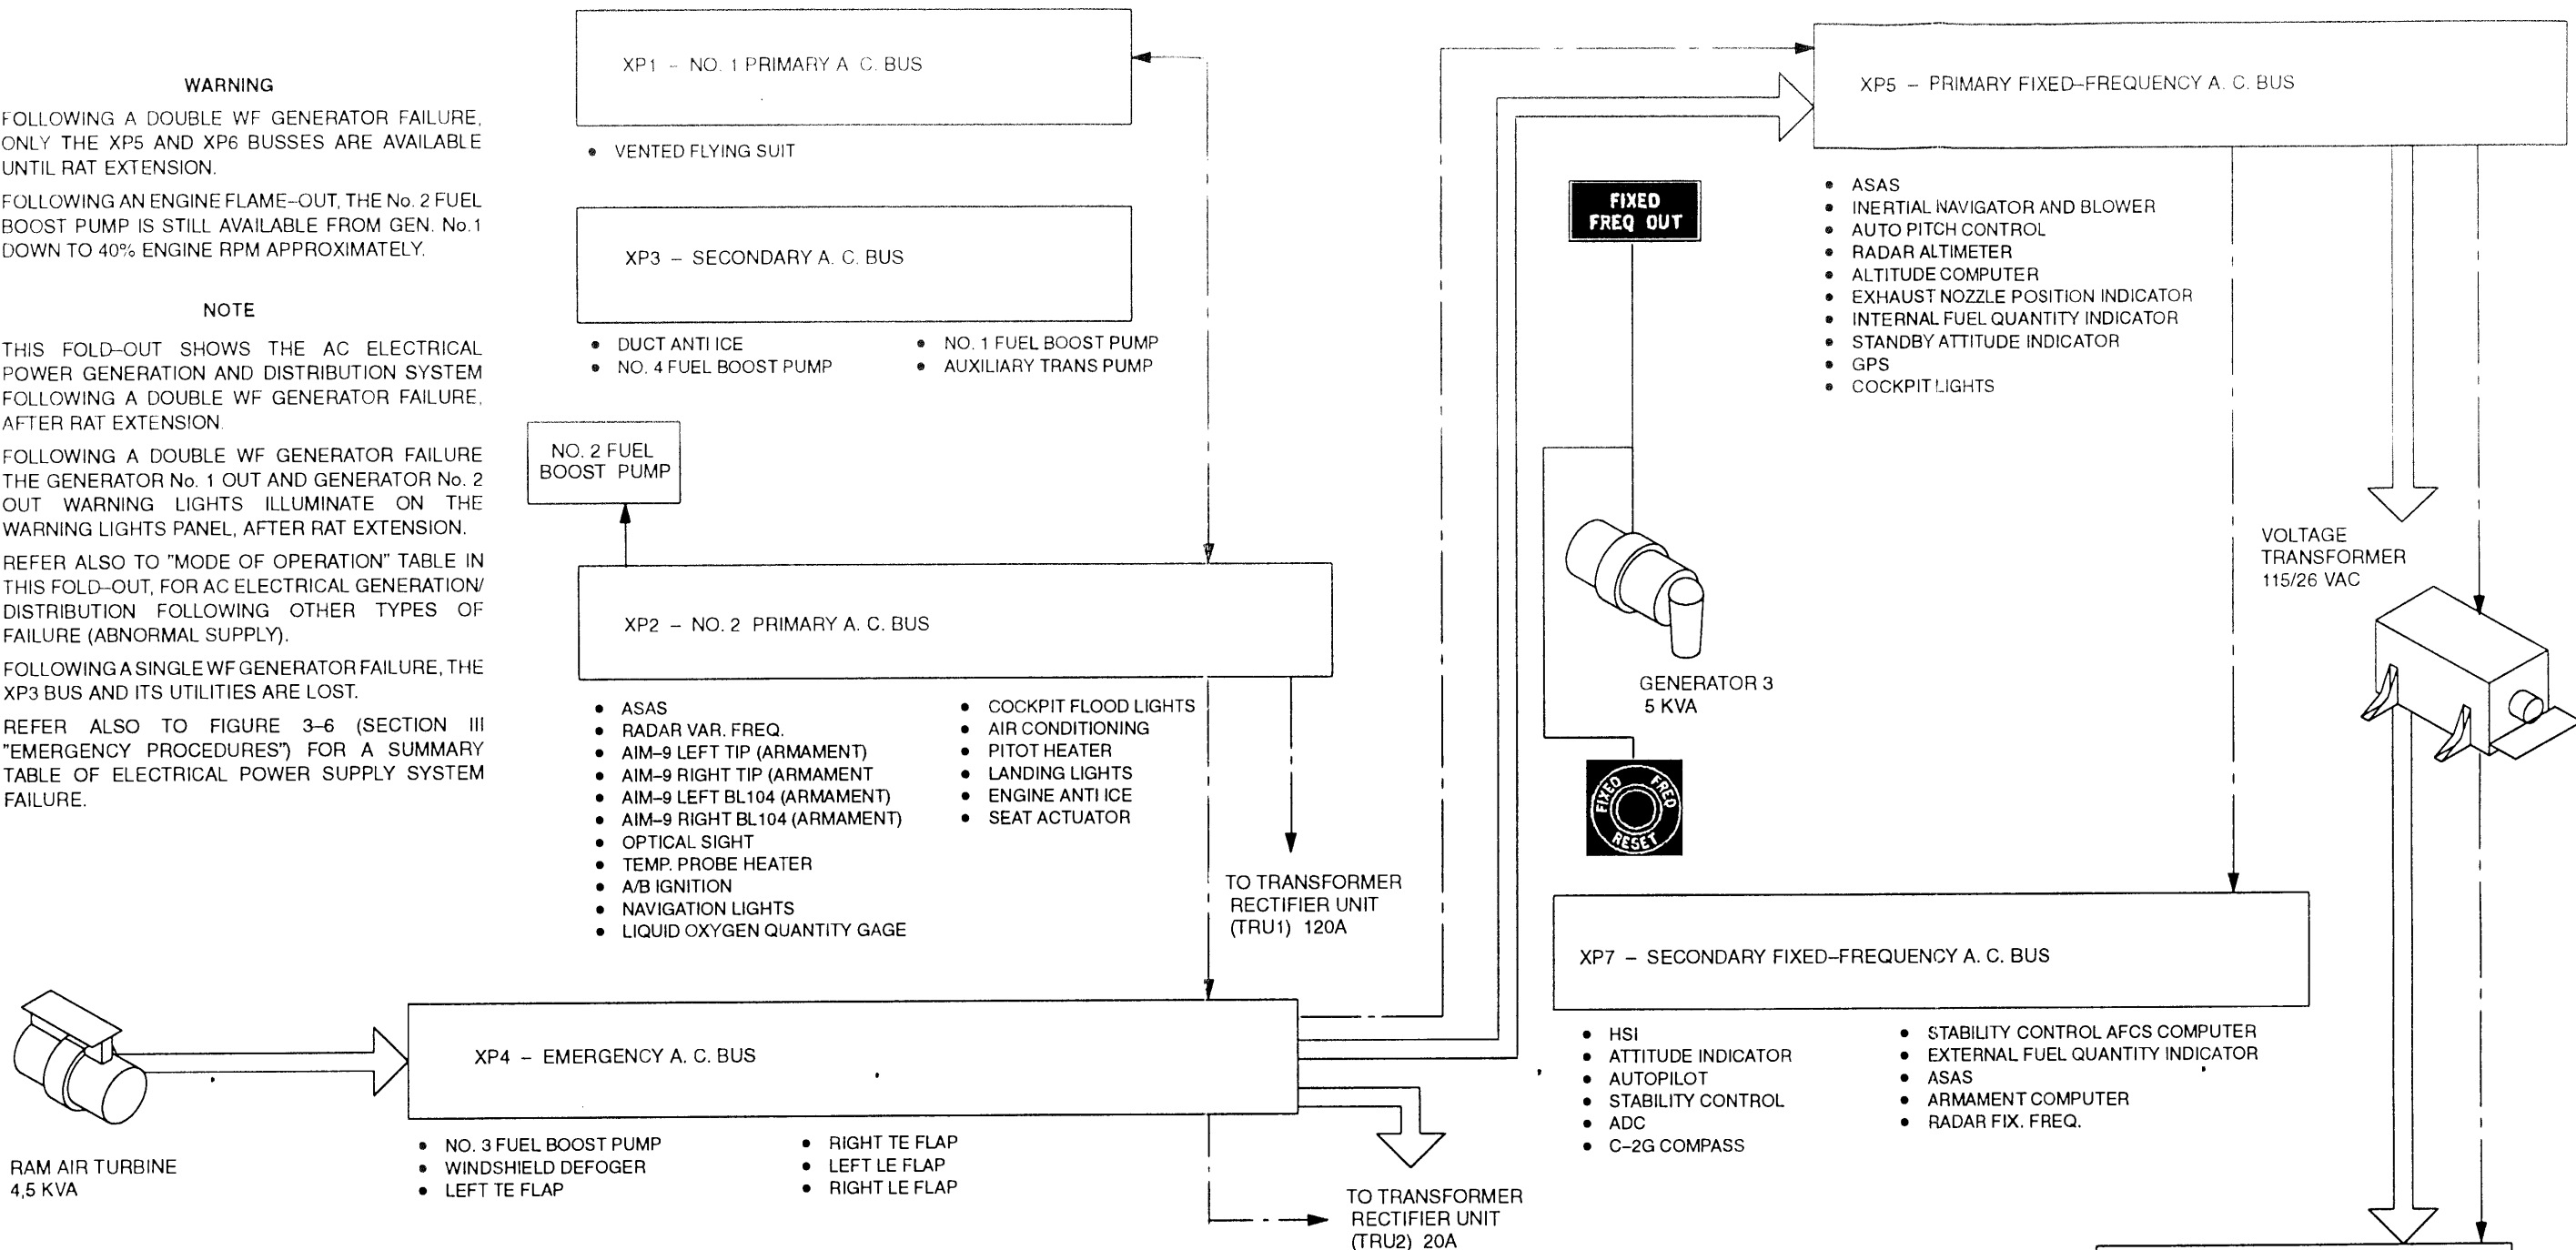 WARNING
FOLLOWING A DOUBLE WF GENERATOR FAILURE,
ONLY THE XP5 AND XP6 BUSSES ARE AVAILABLE
UNTIL RAT EXTENSION.
FOLLOWING AN ENGINE FLAME-OUT, THE No. 2 FUEL
BOOST PUMP IS STILL AVAILABLE FROM GEN. No.1
DOWN TO 40% ENGINE RPM APPROXIMATELY.
NOTE
THIS FOLD-OUT SHOWS THE AC ELECTRICAL
POWER GENERATION AND DISTRIBUTION SYSTEM
FOLLOWING A DOUBLE WF GENERATOR FAILURE,
AFTER RAT EXTENSION.
FOLLOWING A DOUBLE WF GENERATOR FAILURE
THE GENERATOR No. 1 OUT AND GENERATOR No. 2
OUT WARNING LIGHTS ILLUMINATE ON THE
WARNING LIGHTS PANEL, AFTER RAT EXTENSION.
REFER ALSO TO "MODE OF OPERATION" TABLE IN
THIS FOLD-OUT, FOR AC ELECTRICAL GENERATION/
DISTRIBUTION FOLLOWING OTHER TYPES OF
FAILURE (ABNORMAL SUPPLY).
FOLLOWING A SINGLE WF GENERATOR FAILURE, THE
XP3 BUS AND ITS UTILITIES ARE LOST.
REFER ALSO TO FIGURE 3-6 (SECTION III
"EMERGENCY PROCEDURES") FOR A SUMMARY
TABLE OF ELECTRICAL POWER SUPPLY SYSTEM
FAILURE.
XP1 - NO. 1 PRIMARY A. C. BUS
• VENTED FLYING SUIT
XP3 - SECONDARY A. C. BUS
• DUCT ANTI ICE
• NO. 4 FUEL BOOST PUMP
• NO. 1 FUEL BOOST PUMP
• AUXILIARY TRANS PUMP
NO. 2 FUEL
BOOST PUMP
XP2 - NO. 2 PRIMARY A. C. BUS
• ASAS
• RADAR VAR. FREQ.
• AIM-9 LEFT TIP (ARMAMENT)
• AIM-9 RIGHT TIP (ARMAMENT
• AIM-9 LEFT BL104 (ARMAMENT)
• AIM-9 RIGHT BL104 (ARMAMENT)
• OPTICAL SIGHT
• TEMP. PROBE HEATER
• A/B IGNITION
• NAVIGATION LIGHTS
• LIQUID OXYGEN QUANTITY GAGE
• COCKPIT FLOOD LIGHTS
• AIR CONDITIONING
• PITOT HEATER
• LANDING LIGHTS
• ENGINE ANTI ICE
• SEAT ACTUATOR
TO TRANSFORMER
RECTIFIER UNIT
(TRU1) 120A
RAM AIR TURBINE
4,5 KVA
XP4 - EMERGENCY A. C. BUS
• NO. 3 FUEL BOOST PUMP
• WINDSHIELD DEFOGER
• LEFT TE FLAP
• RIGHT TE FLAP
• LEFT LE FLAP
• RIGHT LE FLAP
TO TRANSFORMER
RECTIFIER UNIT
(TRU2) 20A
XP5 - PRIMARY FIXED-FREQUENCY A. C. BUS
• ASAS
• INERTIAL NAVIGATOR AND BLOWER
• AUTO PITCH CONTROL
• RADAR ALTIMETER
• ALTITUDE COMPUTER
• EXHAUST NOZZLE POSITION INDICATOR
• INTERNAL FUEL QUANTITY INDICATOR
• STANDBY ATTITUDE INDICATOR
• GPS
• COCKPIT LIGHTS
FIXED
FREQ OUT
GENERATOR 3
5 KVA
FIXED FREQ
RESET
VOLTAGE
TRANSFORMER
115/26 VAC
XP7 - SECONDARY FIXED-FREQUENCY A. C. BUS
• HSI
• ATTITUDE INDICATOR
• AUTOPILOT
• STABILITY CONTROL
• ADC
• C-2G COMPASS
• STABILITY CONTROL AFCS COMPUTER
• EXTERNAL FUEL QUANTITY INDICATOR
• ASAS
• ARMAMENT COMPUTER
• RADAR FIX. FREQ.